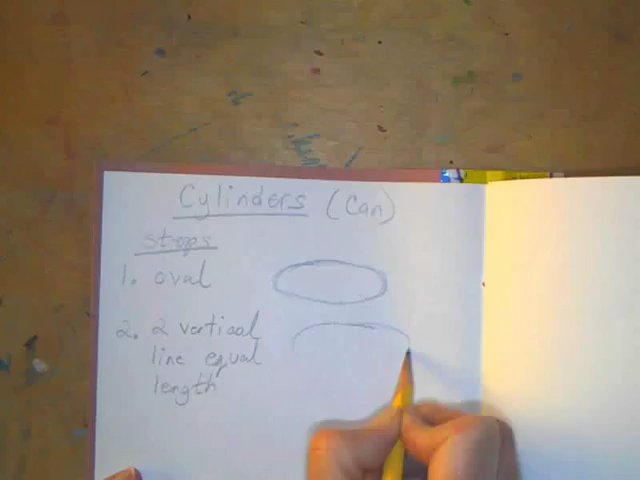 Cylinders (Can)
Steps
1. oval
2. 2 vertical
line equal
length